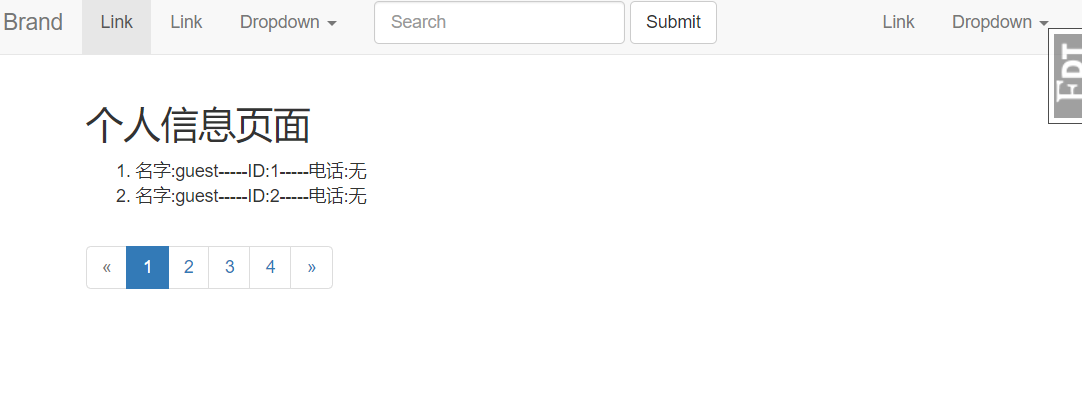 Brand Link Link Dropdown Search Submit Link Dropdown
FDT
个人信息页面
1. 名字:guest-----ID:1-----电话:无
2. 名字:guest-----ID:2-----电话:无
« 1 2 3 4 »